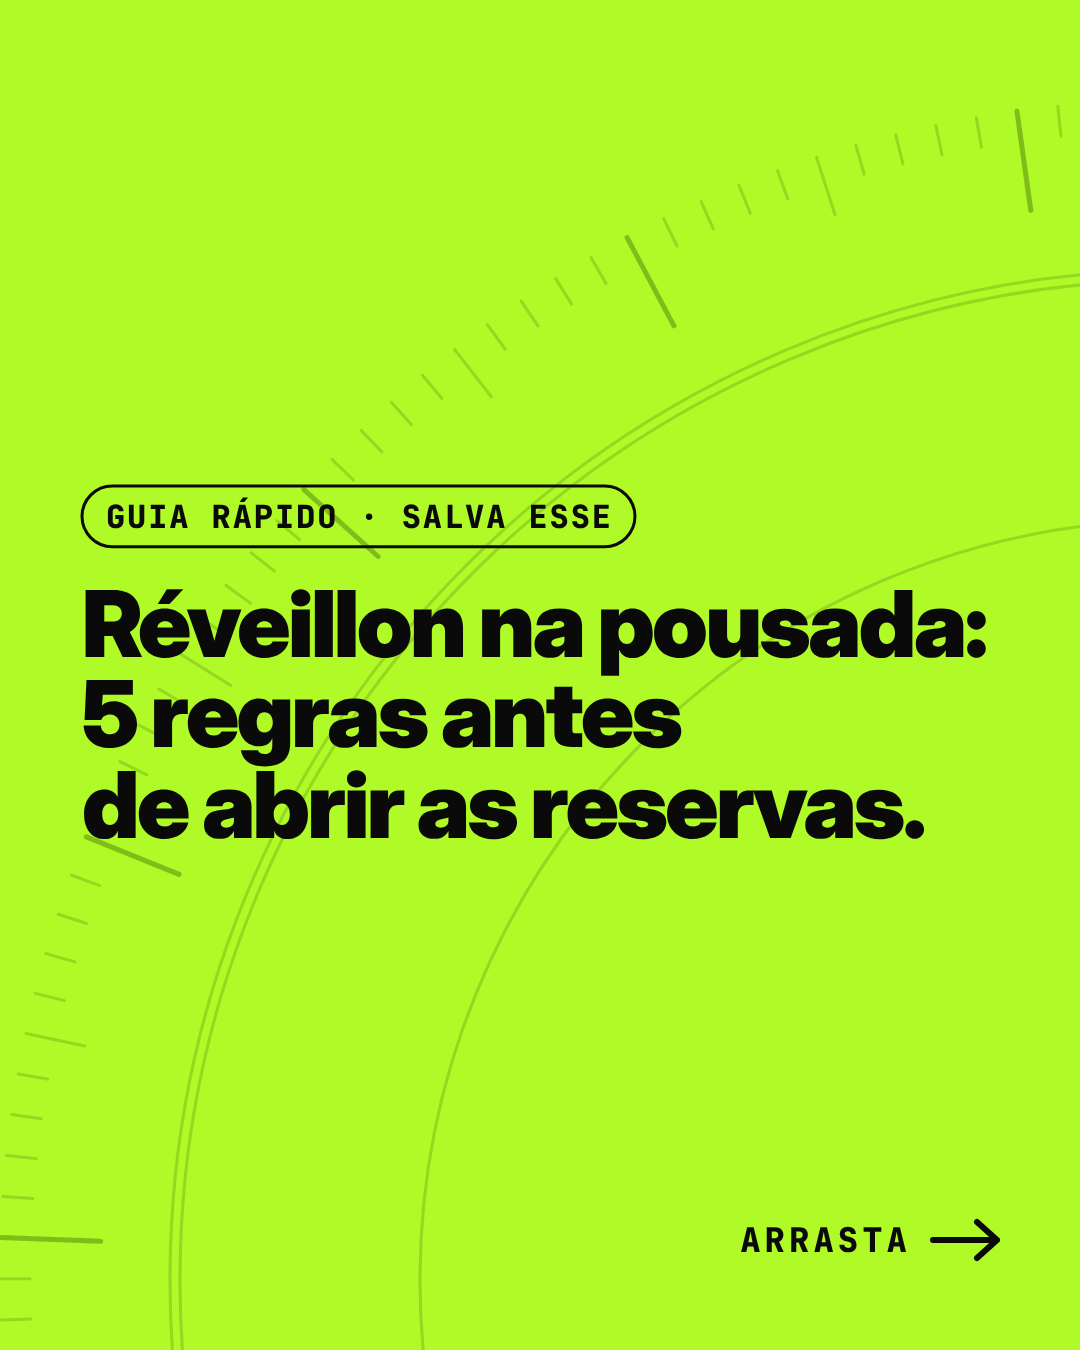 GUIA RÁPIDO · SALVA ESSE
Réveillon na pousada:
5 regras antes
de abrir as reservas.
ARRASTA